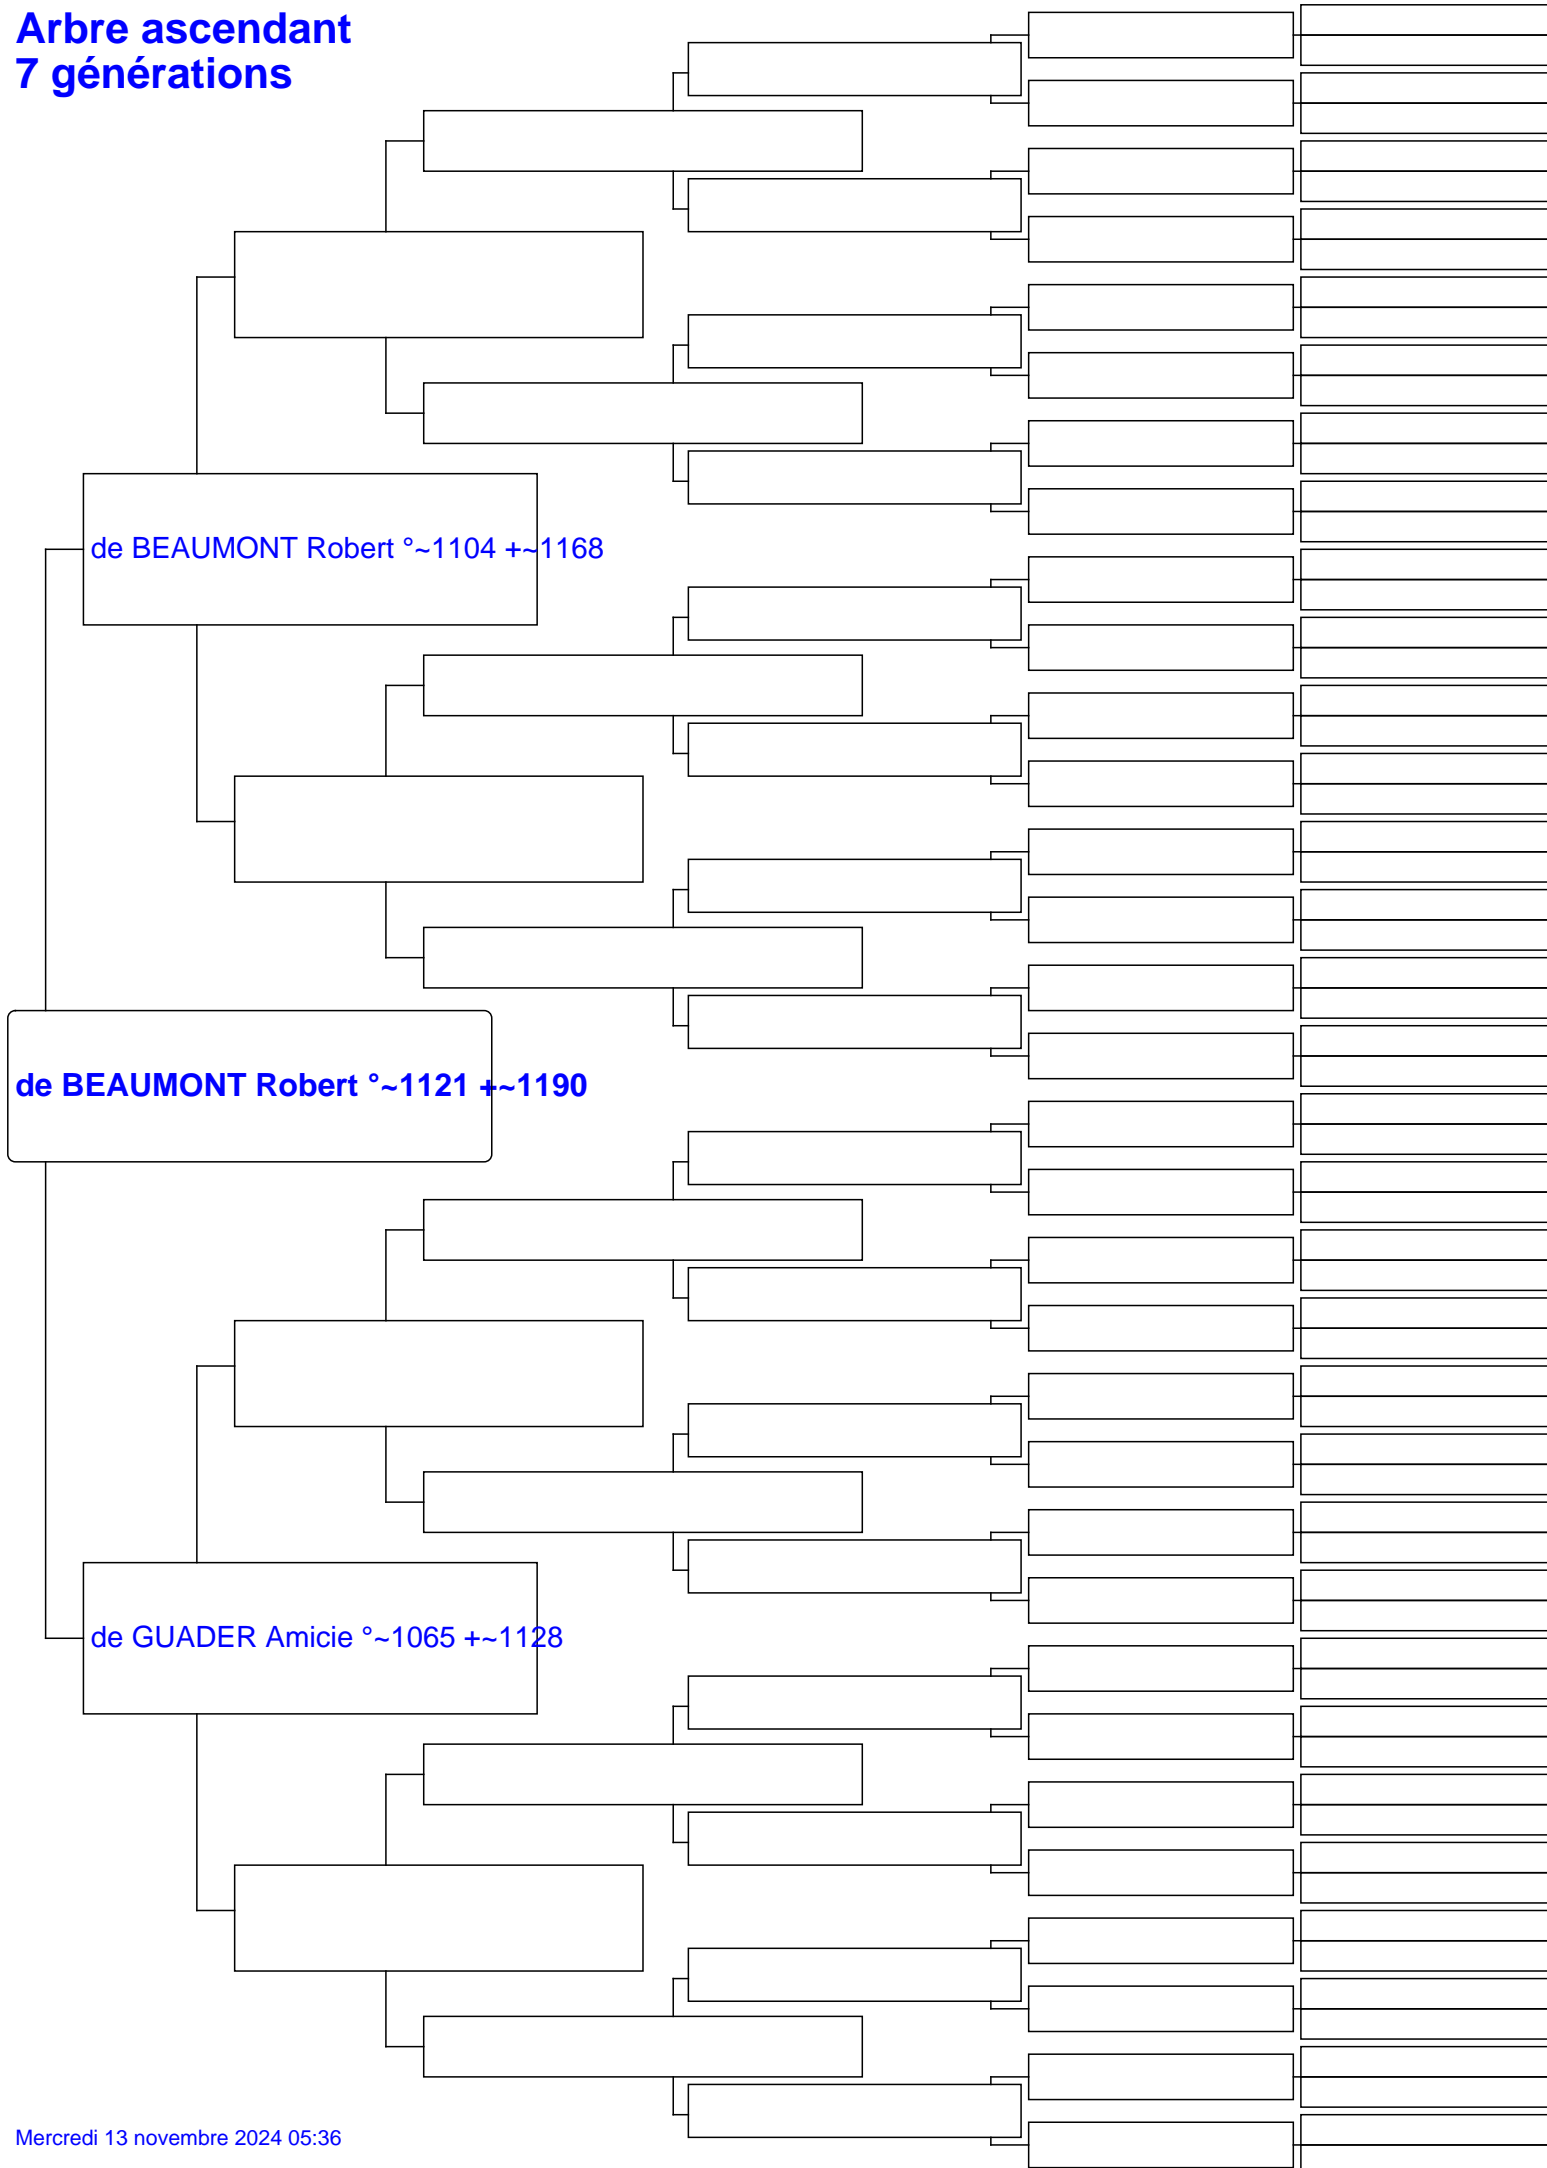 Arbre ascendant
7 générations
de BEAUMONT Robert °~1104 +~1168
de BEAUMONT Robert °~1121 +~1190
de GUADER Amicie °~1065 +~1128
Mercredi 13 novembre 2024 05:36